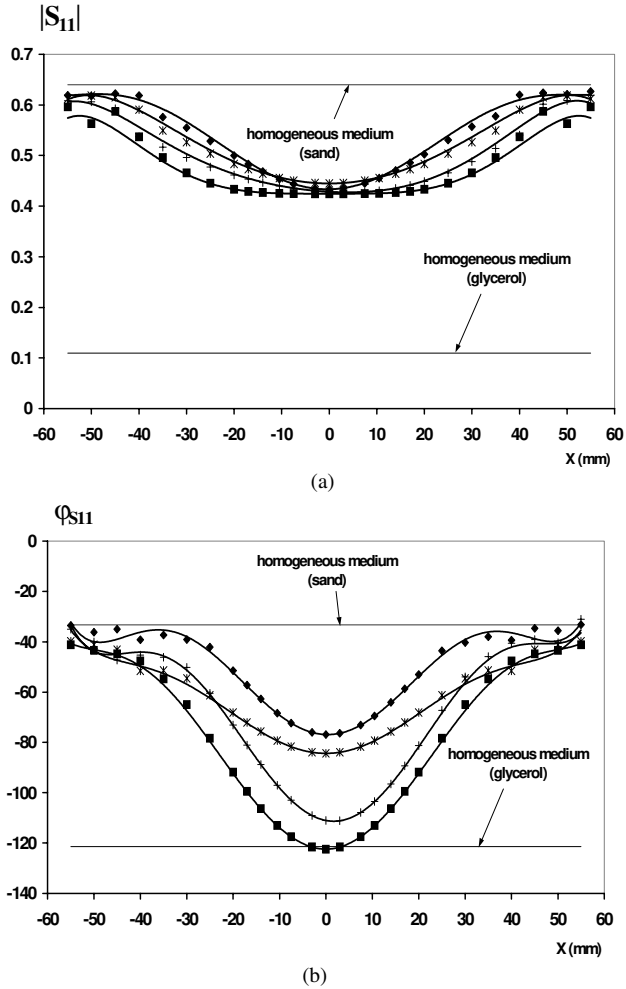 |S11|
0.7
0.6
0.5
0.4
0.3
0.2
0.1
0
homogeneous medium
(sand)
homogeneous medium
(glycerol)
-60 -50 -40 -30 -20 -10 0 10 20 30 40 50 60
X (mm)
(a)
φS11
0
-20
-40
-60
-80
-100
-120
-140
homogeneous medium
(sand)
homogeneous medium
(glycerol)
-60 -50 -40 -30 -20 -10 0 10 20 30 40 50 60
X (mm)
(b)